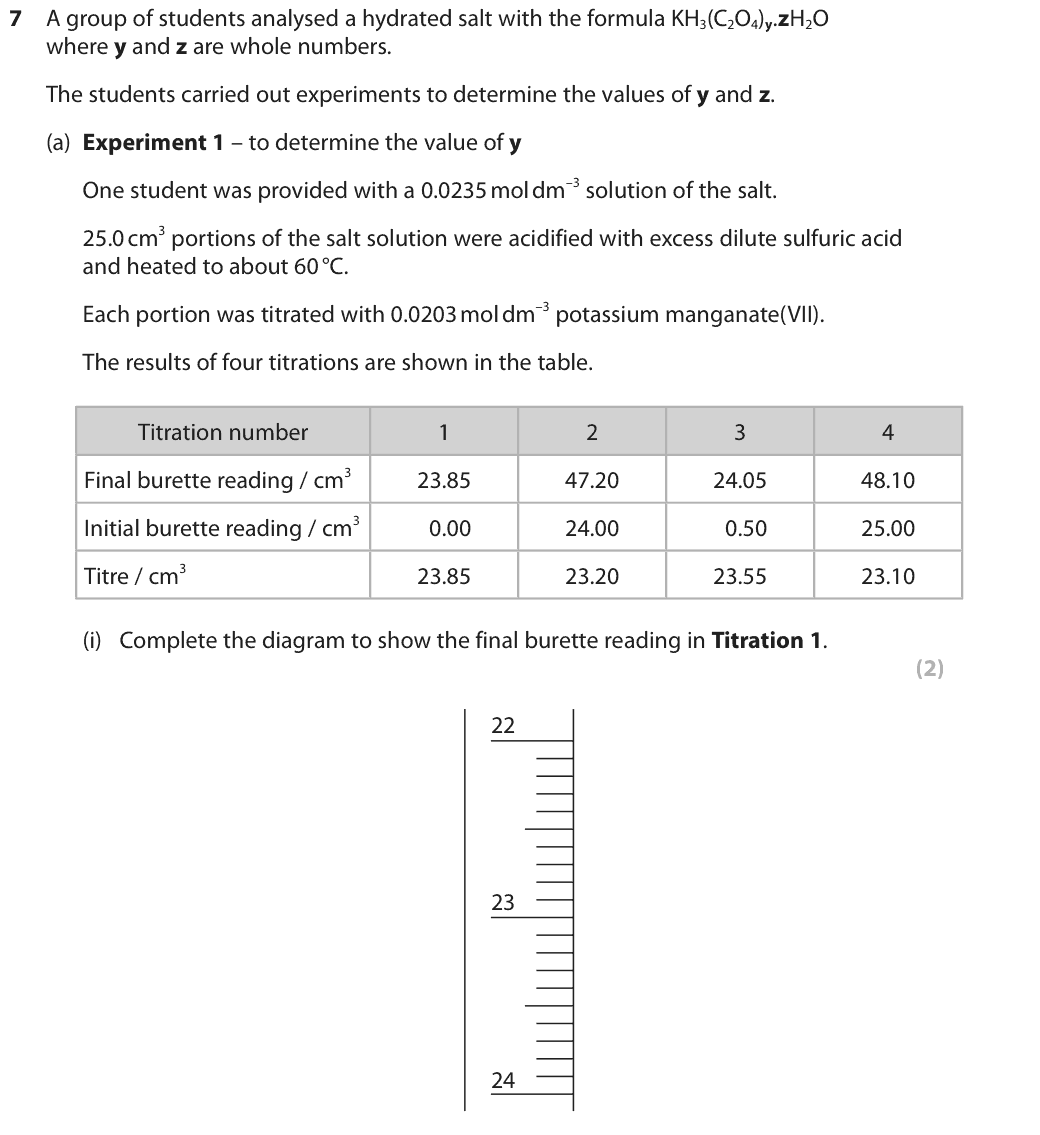 7 A group of students analysed a hydrated salt with the formula KH₃(C₂O₄)y.zH₂O
where y and z are whole numbers.
The students carried out experiments to determine the values of y and z.
(a) Experiment 1 – to determine the value of y
One student was provided with a 0.0235 mol dm⁻³ solution of the salt.
25.0 cm³ portions of the salt solution were acidified with excess dilute sulfuric acid
and heated to about 60 °C.
Each portion was titrated with 0.0203 mol dm⁻³ potassium manganate(VII).
The results of four titrations are shown in the table.
Titration number 1 2 3 4
Final burette reading / cm³ 23.85 47.20 24.05 48.10
Initial burette reading / cm³ 0.00 24.00 0.50 25.00
Titre / cm³ 23.85 23.20 23.55 23.10
(i) Complete the diagram to show the final burette reading in Titration 1.
(2)
22
23
24